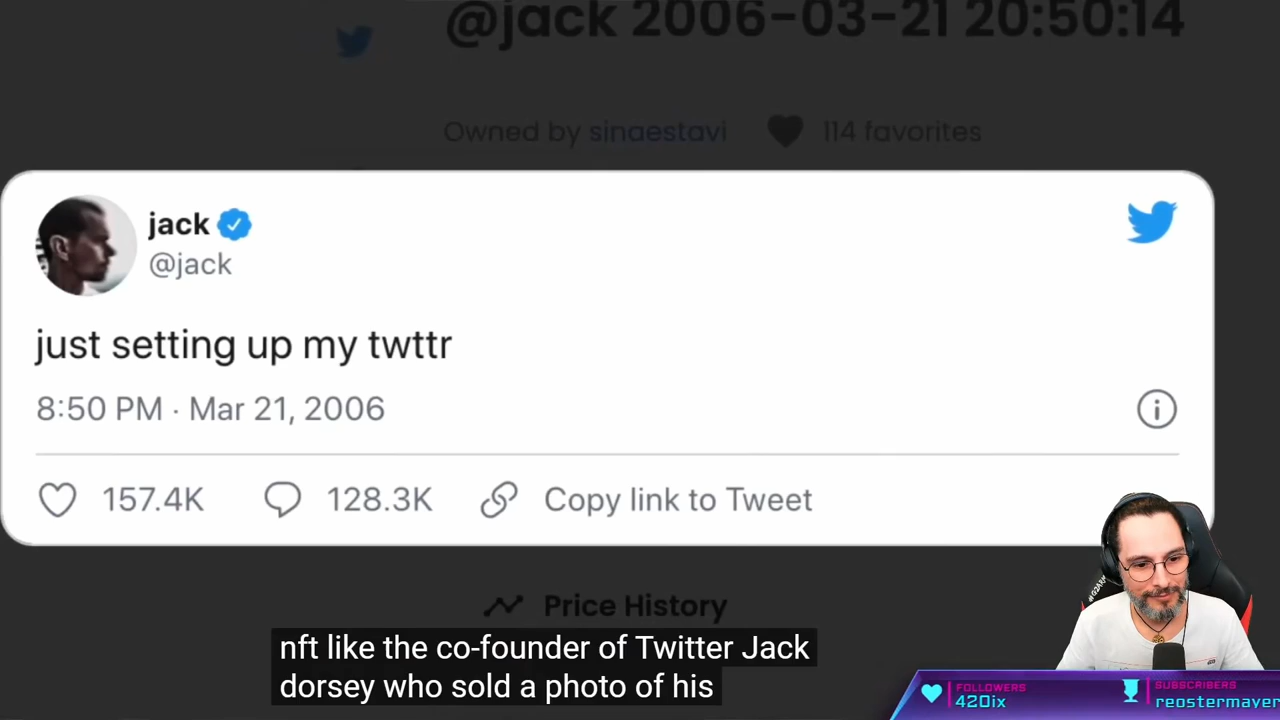 @jack 2006-03-21 20:50:14
Owned by sinaestavi 114 favorites
jack
@jack
just setting up my twttr
8:50 PM · Mar 21, 2006
157.4K 128.3K Copy link to Tweet
Price History
nft like the co-founder of Twitter Jack
dorsey who sold a photo of his
FOLLOWERS
420ix
SUBSCRIBERS
reostermayer